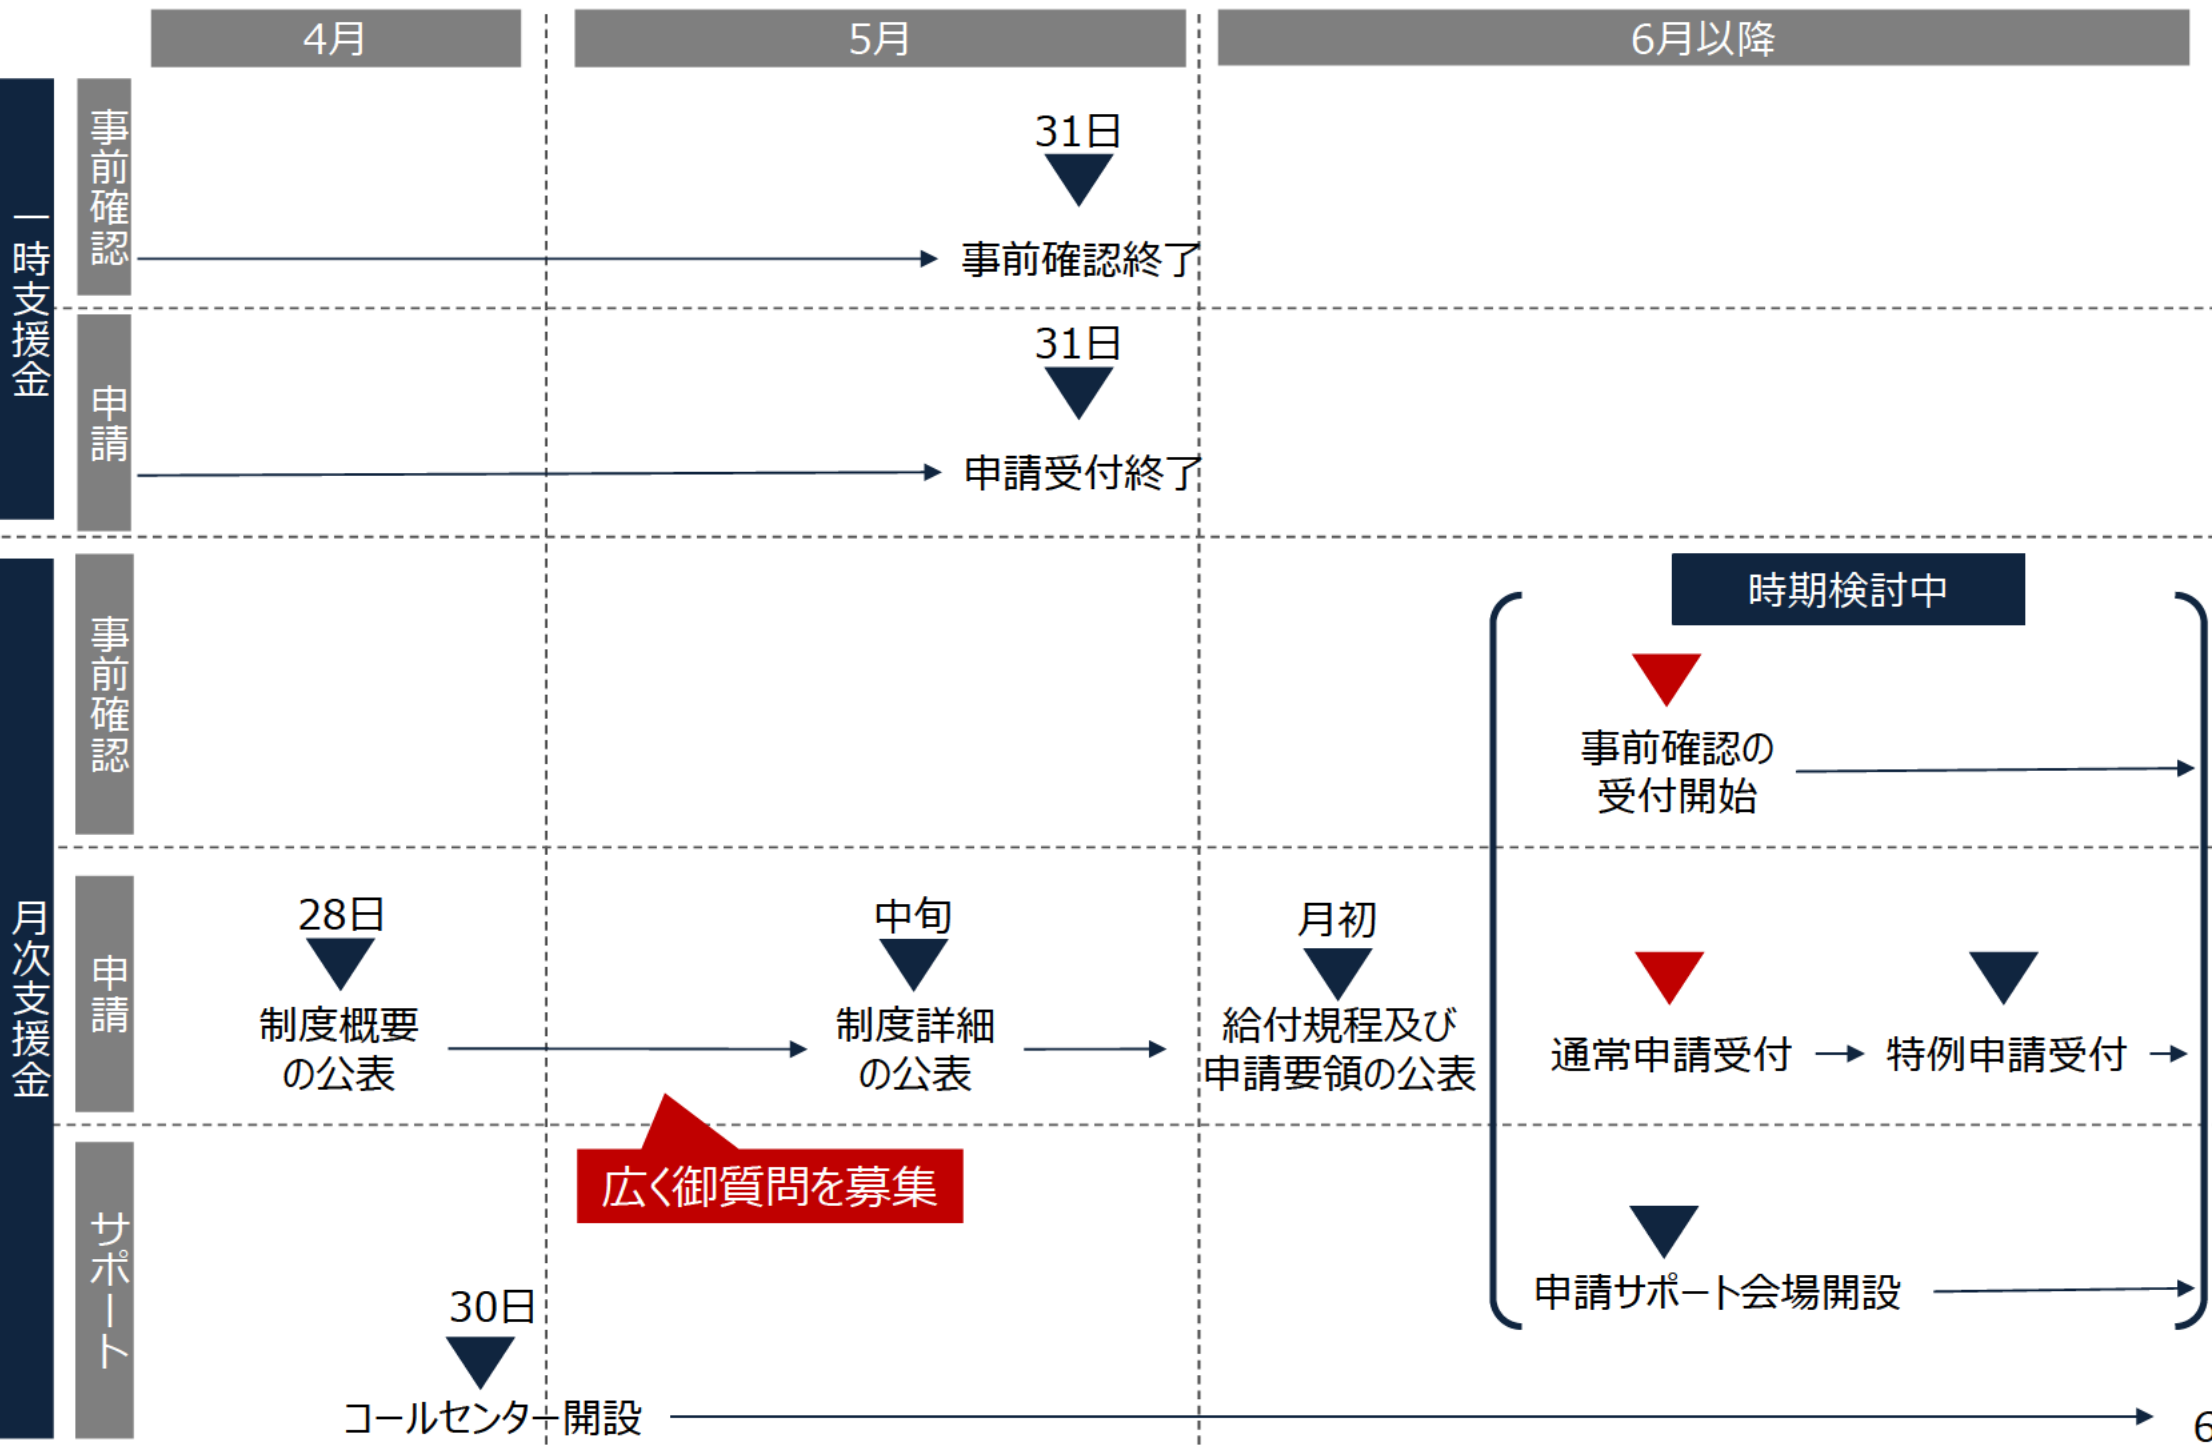 4月
5月
6月以降
一時支援金
事前確認
31日
事前確認終了
申請
31日
申請受付終了
月次支援金
事前確認
時期検討中
事前確認の
受付開始
申請
28日
制度概要
の公表
中旬
制度詳細
の公表
月初
給付規程及び
申請要領の公表
通常申請受付
特例申請受付
広く御質問を募集
サポート
申請サポート会場開設
30日
コールセンター開設
6